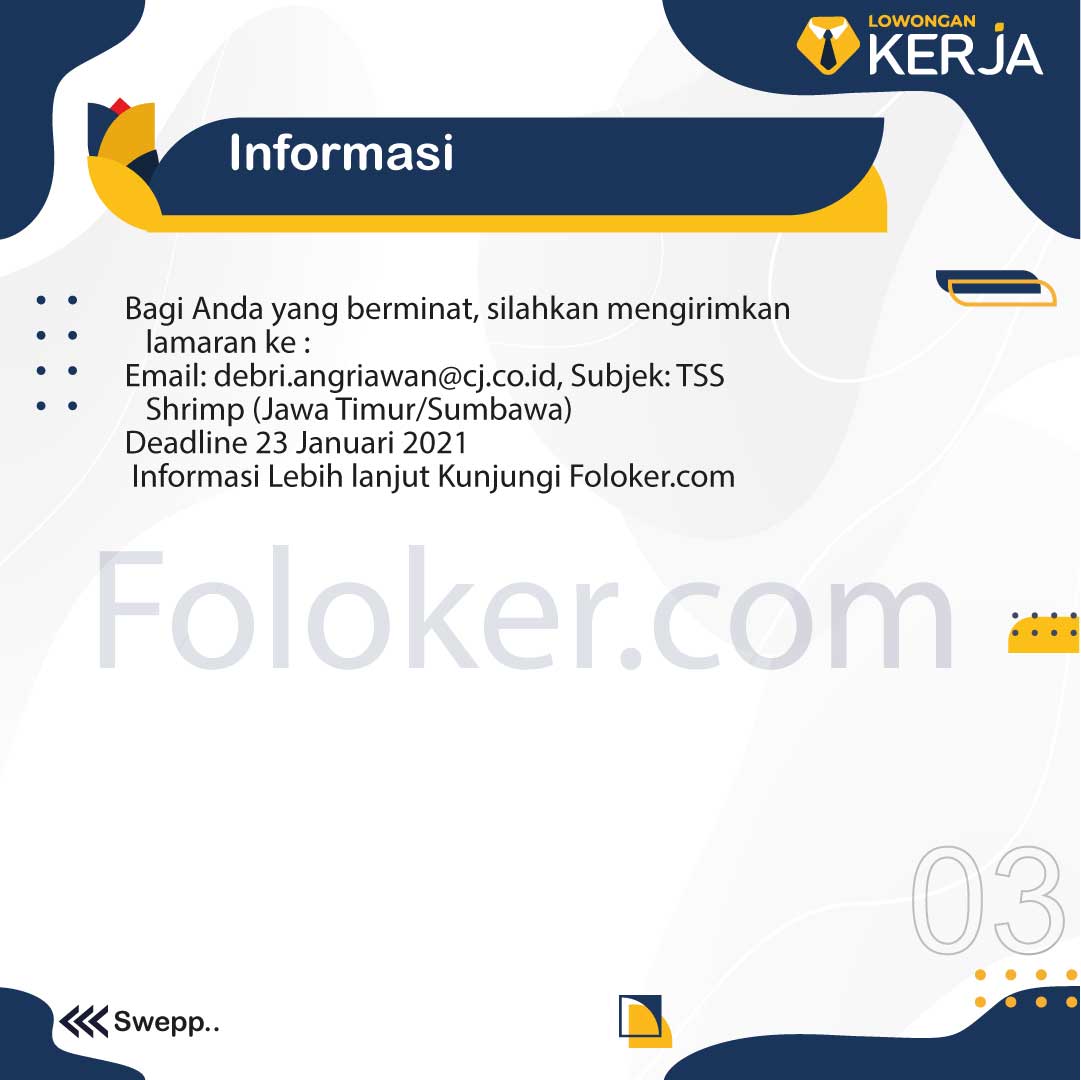 LOWONGAN
KERJA
Informasi
Bagi Anda yang berminat, silahkan mengirimkan
lamaran ke :
Email: debri.angriawan@cj.co.id, Subjek: TSS
Shrimp (Jawa Timur/Sumbawa)
Deadline 23 Januari 2021
Informasi Lebih lanjut Kunjungi Foloker.com
Foloker.com
03
Swepp..